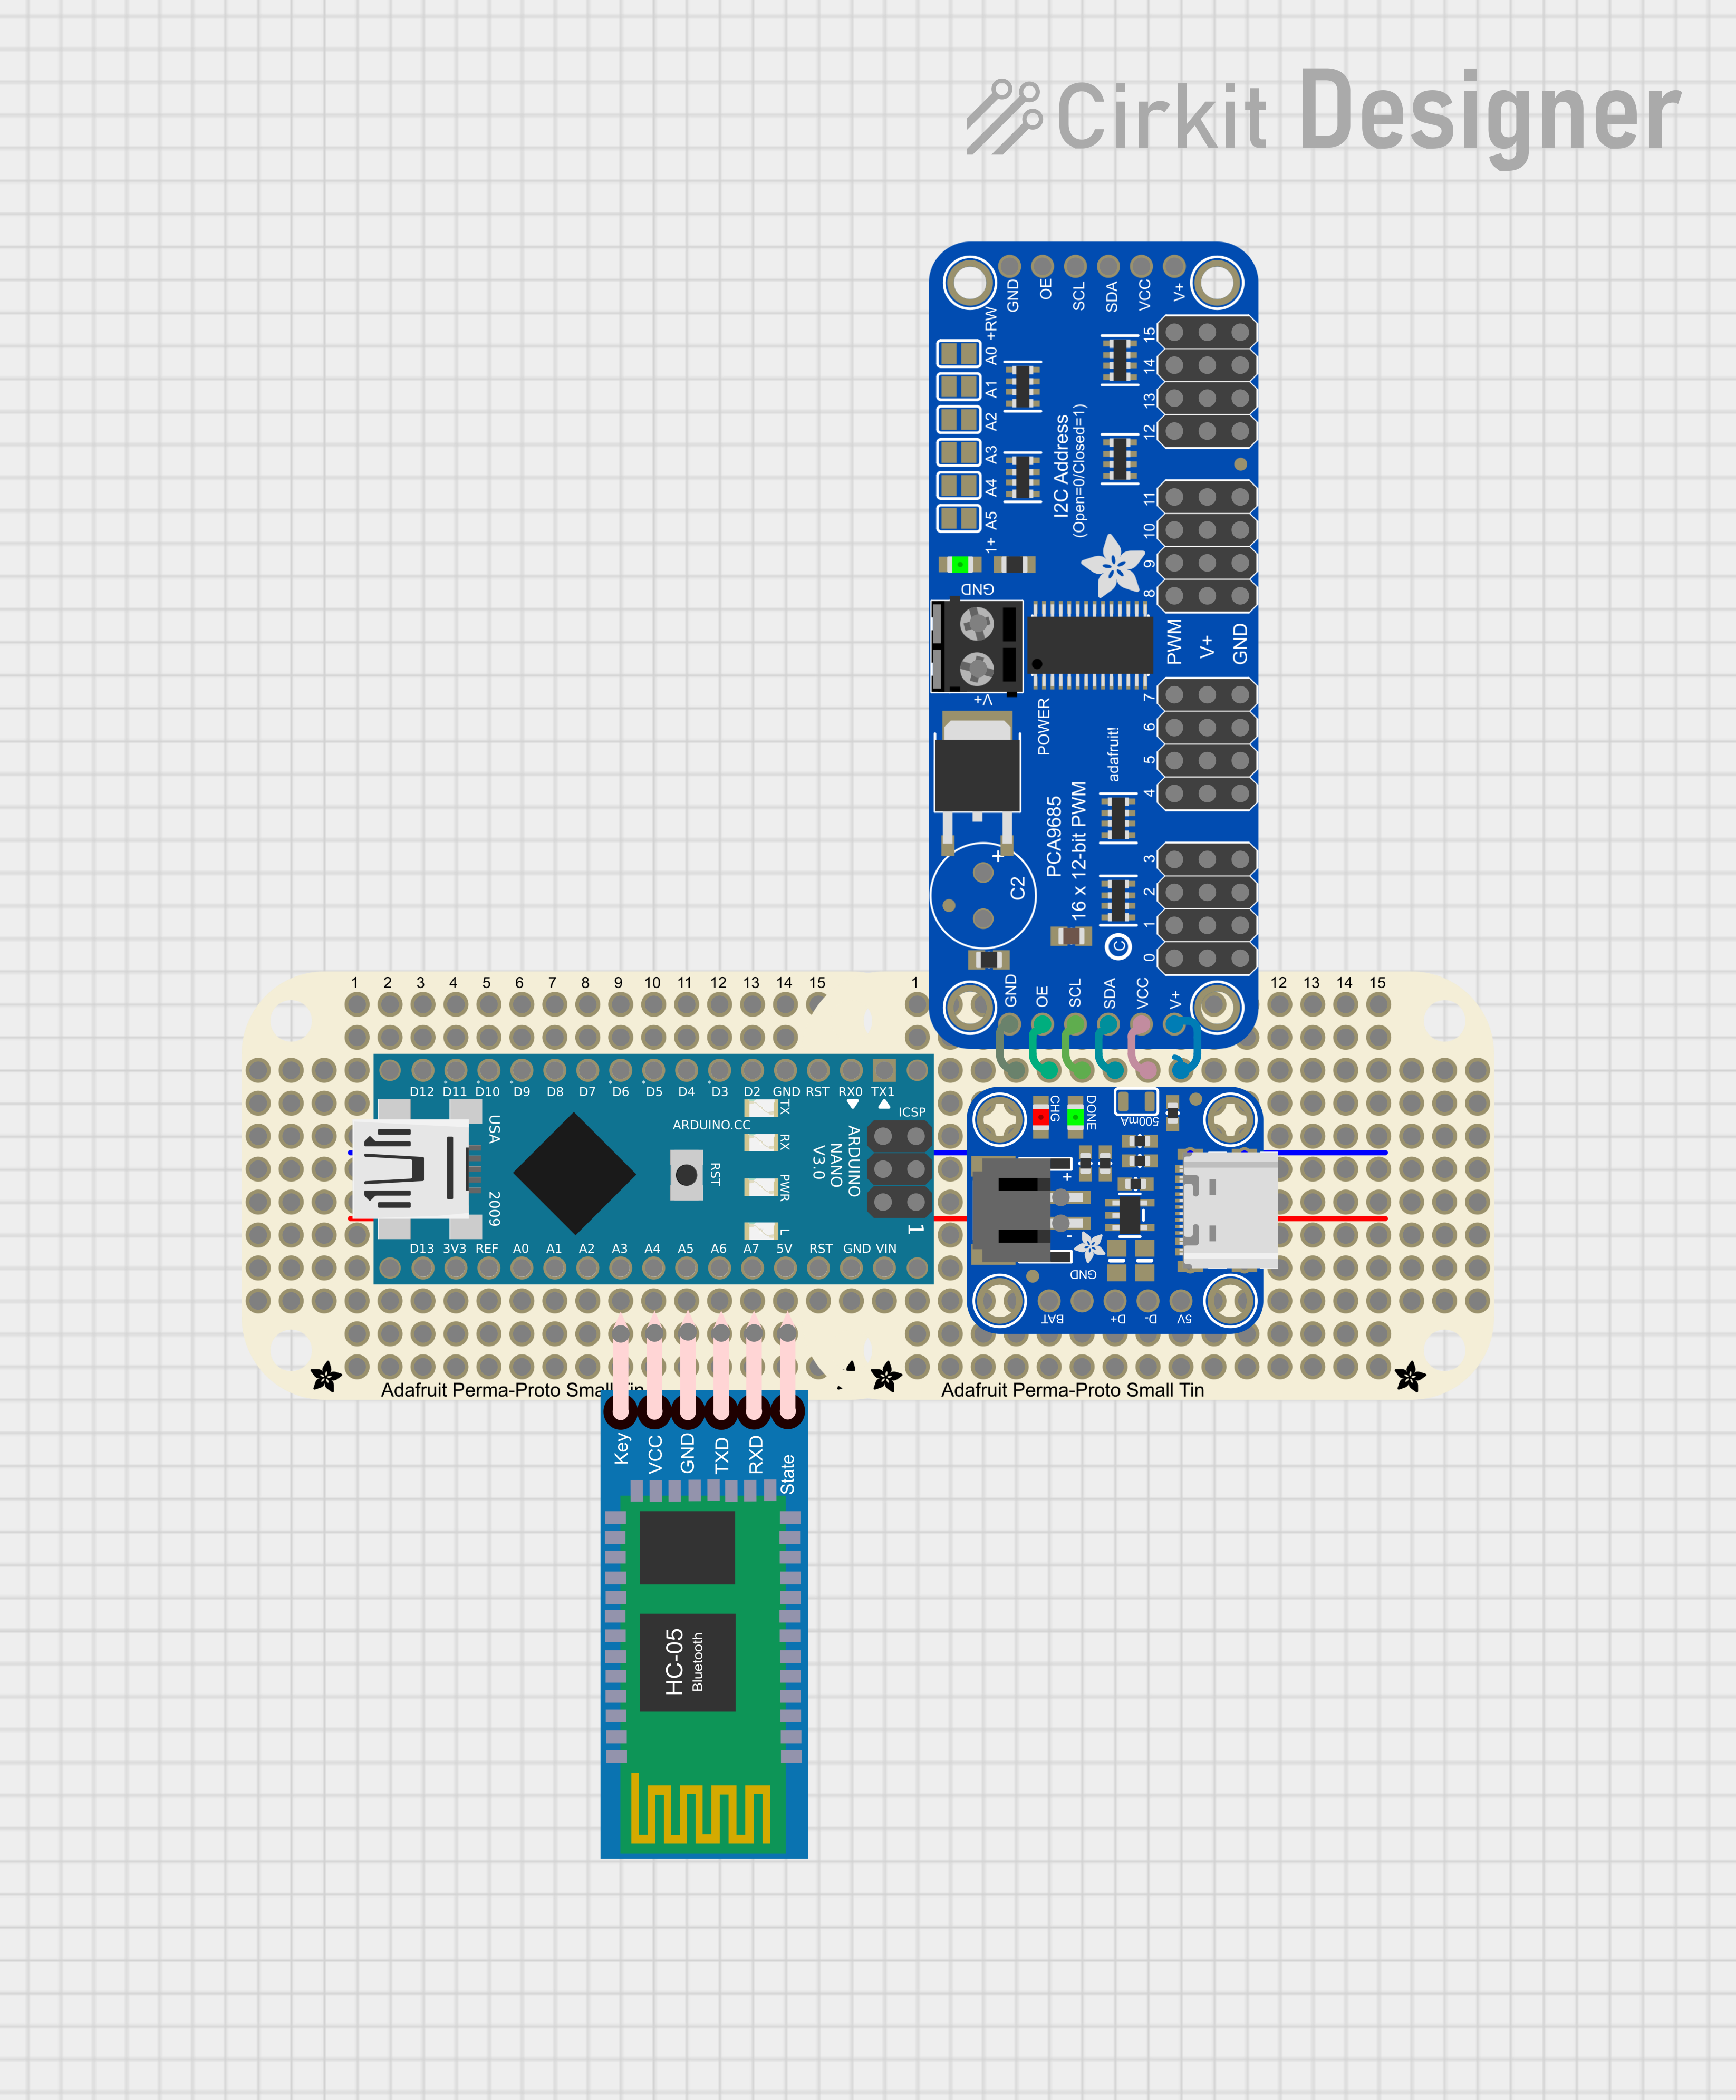 Cirkit Designer
GND OE SCL SDA VCC V+
+RW
A0
A1
A2
A3
A4
A5
1+
15
14
13
12
I2C Address
(Open=0/Closed=1)
11
10
9
8
GND
PWM
V+
GND
V+
POWER
7
6
5
4
adafruit!
PCA9685
16 x 12-bit PWM
+
C2
3
2
1
0
C
GND OE SCL SDA VCC V+
1 2 3 4 5 6 7 8 9 10 11 12 13 14 15
1 12 13 14 15
D12 D11 D10 D9 D8 D7 D6 D5 D4 D3 D2 GND RST RX0 TX1
USA
2009
ARDUINO.CC
RST
TX
RX
PWR
L
ARDUINO
NANO
V3.0
ICSP
1
D13 3V3 REF A0 A1 A2 A3 A4 A5 A6 A7 5V RST GND VIN
CHG
DONE
500mA
+
-
GND
BAT D+ D- 5V
Adafruit Perma-Proto Small Tin
Adafruit Perma-Proto Small Tin
Key VCC GND TXD RXD State
HC-05
Bluetooth